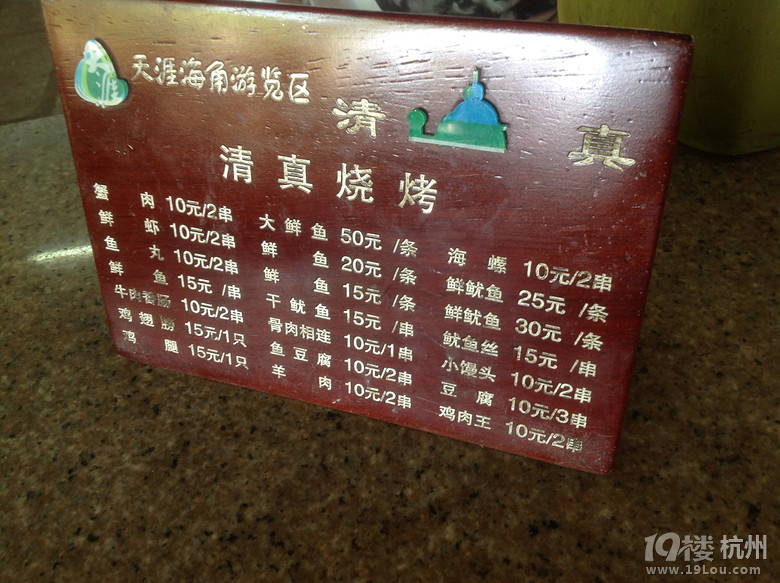 天涯海角游览区
清 真
清真烧烤
蟹肉 10元/2串 大鲜鱼 50元/条 海螺 10元/2串
鲜虾 10元/2串 鲜鱼 20元/条 鲜鱿鱼 25元/条
鱼丸 10元/2串 鲜鱼 15元/条 鲜鱿鱼 30元/条
鲜鱼 15元/串 干鱿鱼 15元/串 鱿鱼丝 15元/串
牛肉香肠 10元/2串 骨肉相连 10元/1串 小馒头 10元/2串
鸡翅膀 15元/1只 鱼豆腐 10元/2串 豆腐 10元/3串
鸡腿 15元/1只 羊肉 10元/2串 鸡肉王 10元/2串
19楼 杭州
www.19Lou.com